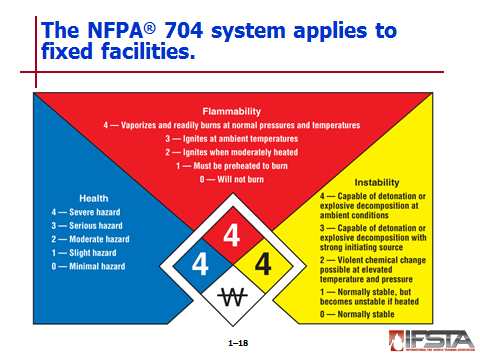 The NFPA® 704 system applies to
fixed facilities.
Flammability
4 — Vaporizes and readily burns at normal pressures and temperatures
3 — Ignites at ambient temperatures
2 — Ignites when moderately heated
1 — Must be preheated to burn
0 — Will not burn
Health
4 — Severe hazard
3 — Serious hazard
2 — Moderate hazard
1 — Slight hazard
0 — Minimal hazard
Instability
4 — Capable of detonation or
explosive decomposition at
ambient conditions
3 — Capable of detonation or
explosive decomposition with
strong initiating source
2 — Violent chemical change
possible at elevated
temperature and pressure
1 — Normally stable, but
becomes unstable if heated
0 — Normally stable
4
4 4
W
1–18
IFSTA
INTERNATIONAL FIRE SERVICE TRAINING ASSOCIATION